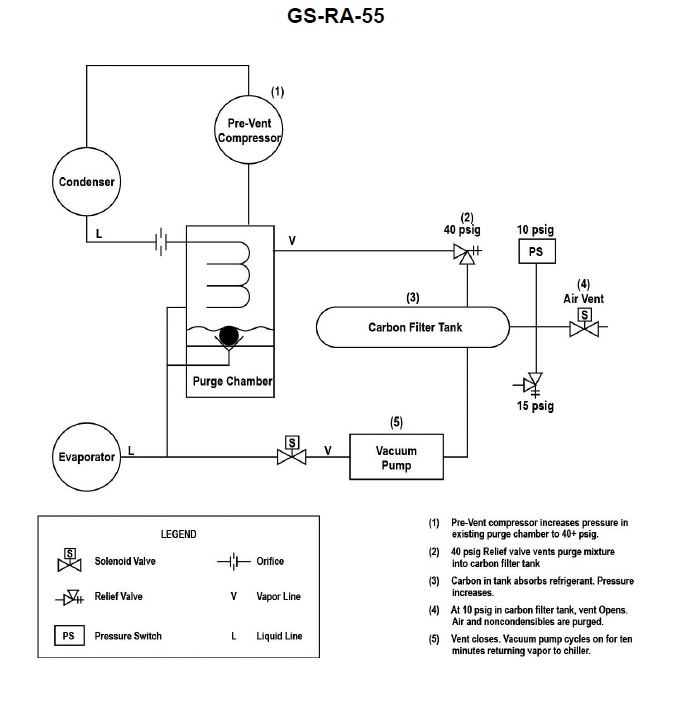 GS-RA-55
(1)
Pre-Vent
Compressor
Condenser
L
V
(2)
40 psig
10 psig
PS
(4)
Air Vent
S
(3)
Carbon Filter Tank
Purge Chamber
15 psig
(5)
Evaporator
L
S
V
Vacuum
Pump
LEGEND
S
Solenoid Valve
Orifice
Relief Valve
V Vapor Line
PS Pressure Switch
L Liquid Line
(1) Pre-Vent compressor increases pressure in
existing purge chamber to 40+ psig.
(2) 40 psig Relief valve vents purge mixture
into carbon filter tank
(3) Carbon in tank absorbs refrigerant. Pressure
increases.
(4) At 10 psig in carbon filter tank, vent Opens.
Air and noncondensibles are purged.
(5) Vent closes. Vacuum pump cycles on for ten
minutes returning vapor to chiller.